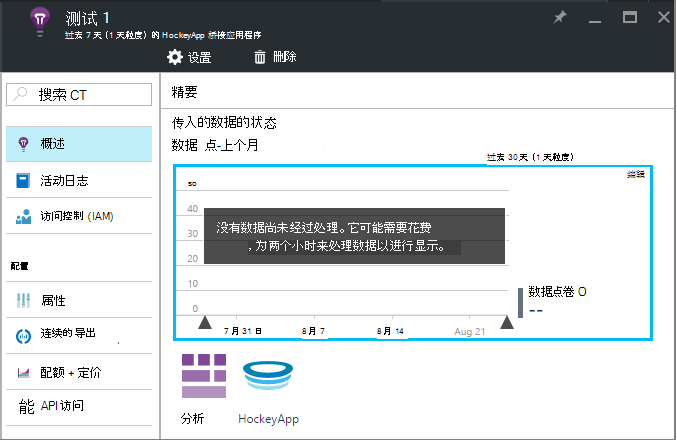 测试 1
过去 7 天 (1 天粒度) 的 HockeyApp 桥接应用程序
设置 删除
搜索 CT
概述
活动日志
访问控制 (IAM)
配置
属性
连续的导出
配额 + 定价
能 API 访问
精要
传入的数据的状态
数据 点-上个月
过去 30天 (1 天粒度)
编辑
so
40
30
20
10
0
没有数据尚未经过处理。它可能需要花费
, 为两个小时来处理数据以进行显示。
7 月 31 日 8 月 7 8 月 14 Aug 21
数据点卷 O
--
分析 HockeyApp